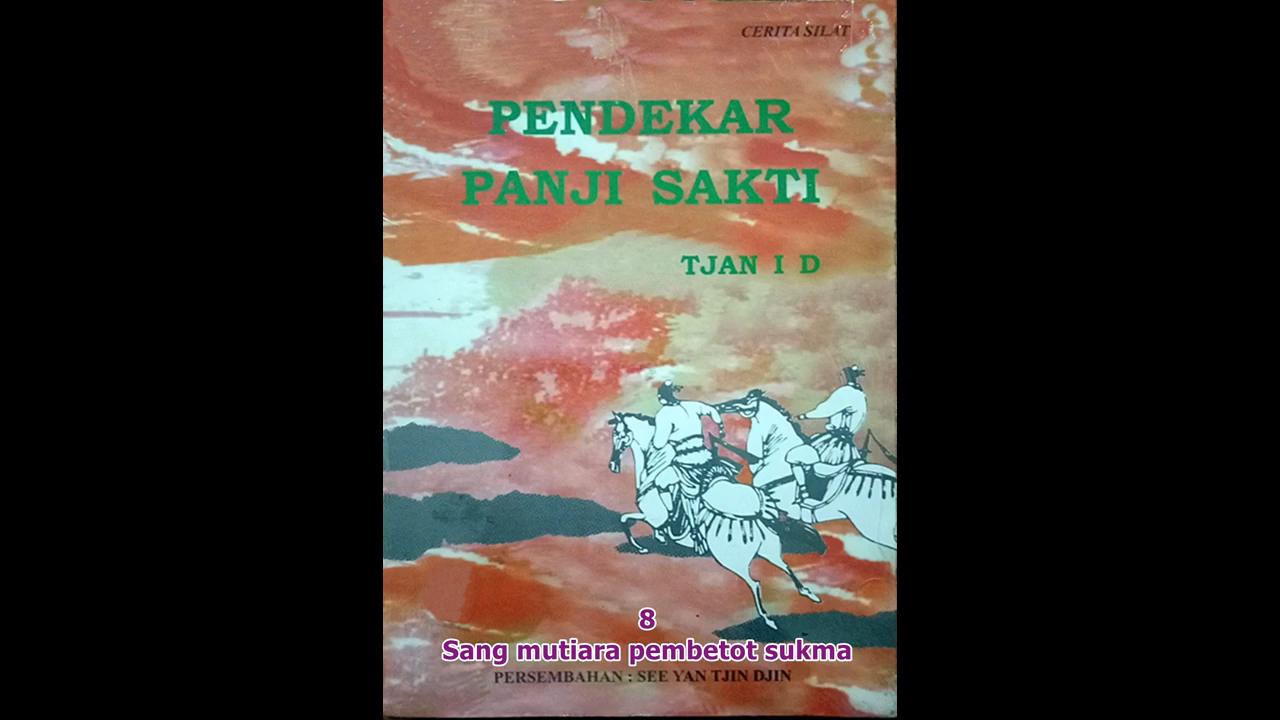 CERITA SILAT
PENDEKAR
PANJI SAKTI
TJAN I D
8
Sang mutiara pembetot sukma
PERSEMBAHAN : SEE YAN TJIN DJIN